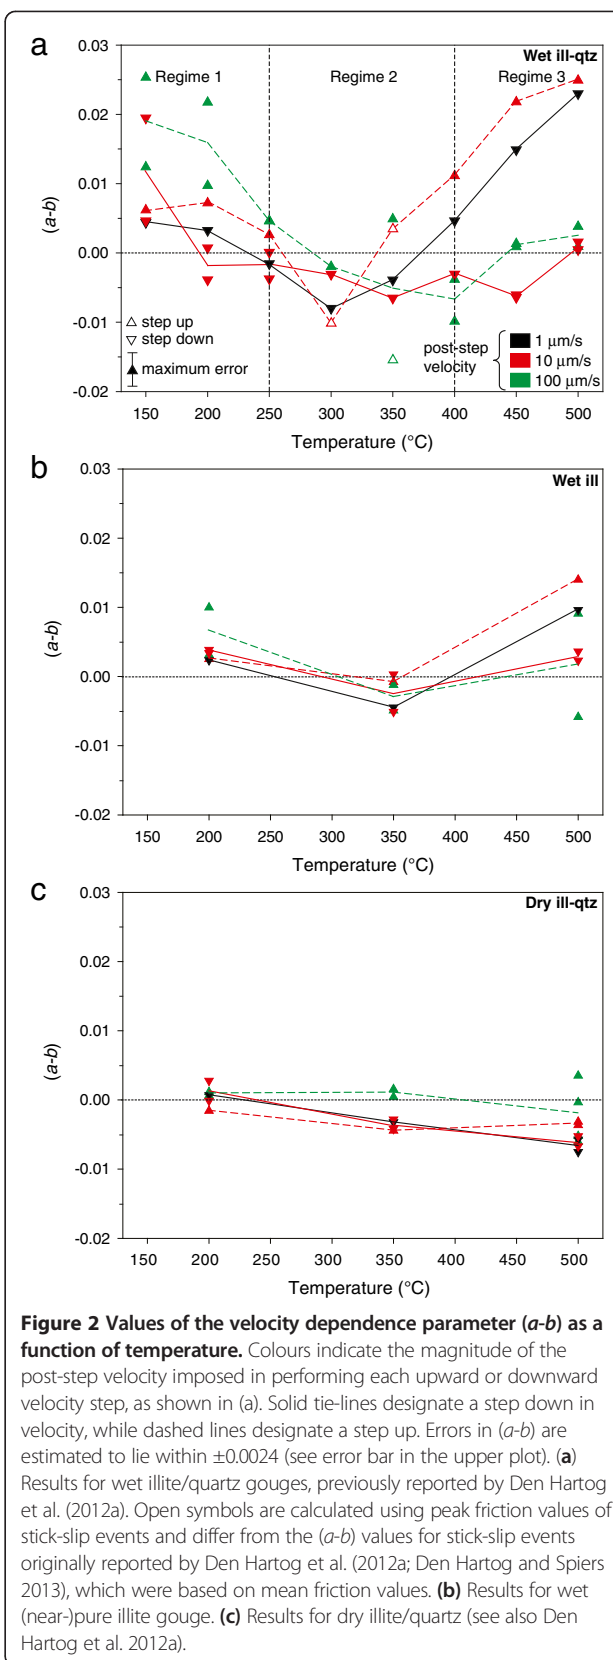 a
0.03
Wet ill-qtz
Regime 1
Regime 2
Regime 3
0.02
0.01
(a-b)
0.00
-0.01
-0.02
△ step up
▽ step down
maximum error
post-step
velocity
1 μm/s
10 μm/s
100 μm/s
150 200 250 300 350 400 450 500
Temperature (°C)
b
0.03
Wet ill
0.02
0.01
(a-b)
0.00
-0.01
-0.02
150 200 250 300 350 400 450 500
Temperature (°C)
c
0.03
Dry ill-qtz
0.02
0.01
(a-b)
0.00
-0.01
-0.02
150 200 250 300 350 400 450 500
Temperature (°C)
Figure 2 Values of the velocity dependence parameter (a-b) as a
function of temperature. Colours indicate the magnitude of the
post-step velocity imposed in performing each upward or downward
velocity step, as shown in (a). Solid tie-lines designate a step down in
velocity, while dashed lines designate a step up. Errors in (a-b) are
estimated to lie within ±0.0024 (see error bar in the upper plot). (a)
Results for wet illite/quartz gouges, previously reported by Den Hartog
et al. (2012a). Open symbols are calculated using peak friction values of
stick-slip events and differ from the (a-b) values for stick-slip events
originally reported by Den Hartog et al. (2012a; Den Hartog and Spiers
2013), which were based on mean friction values. (b) Results for wet
(near-)pure illite gouge. (c) Results for dry illite/quartz (see also Den
Hartog et al. 2012a).